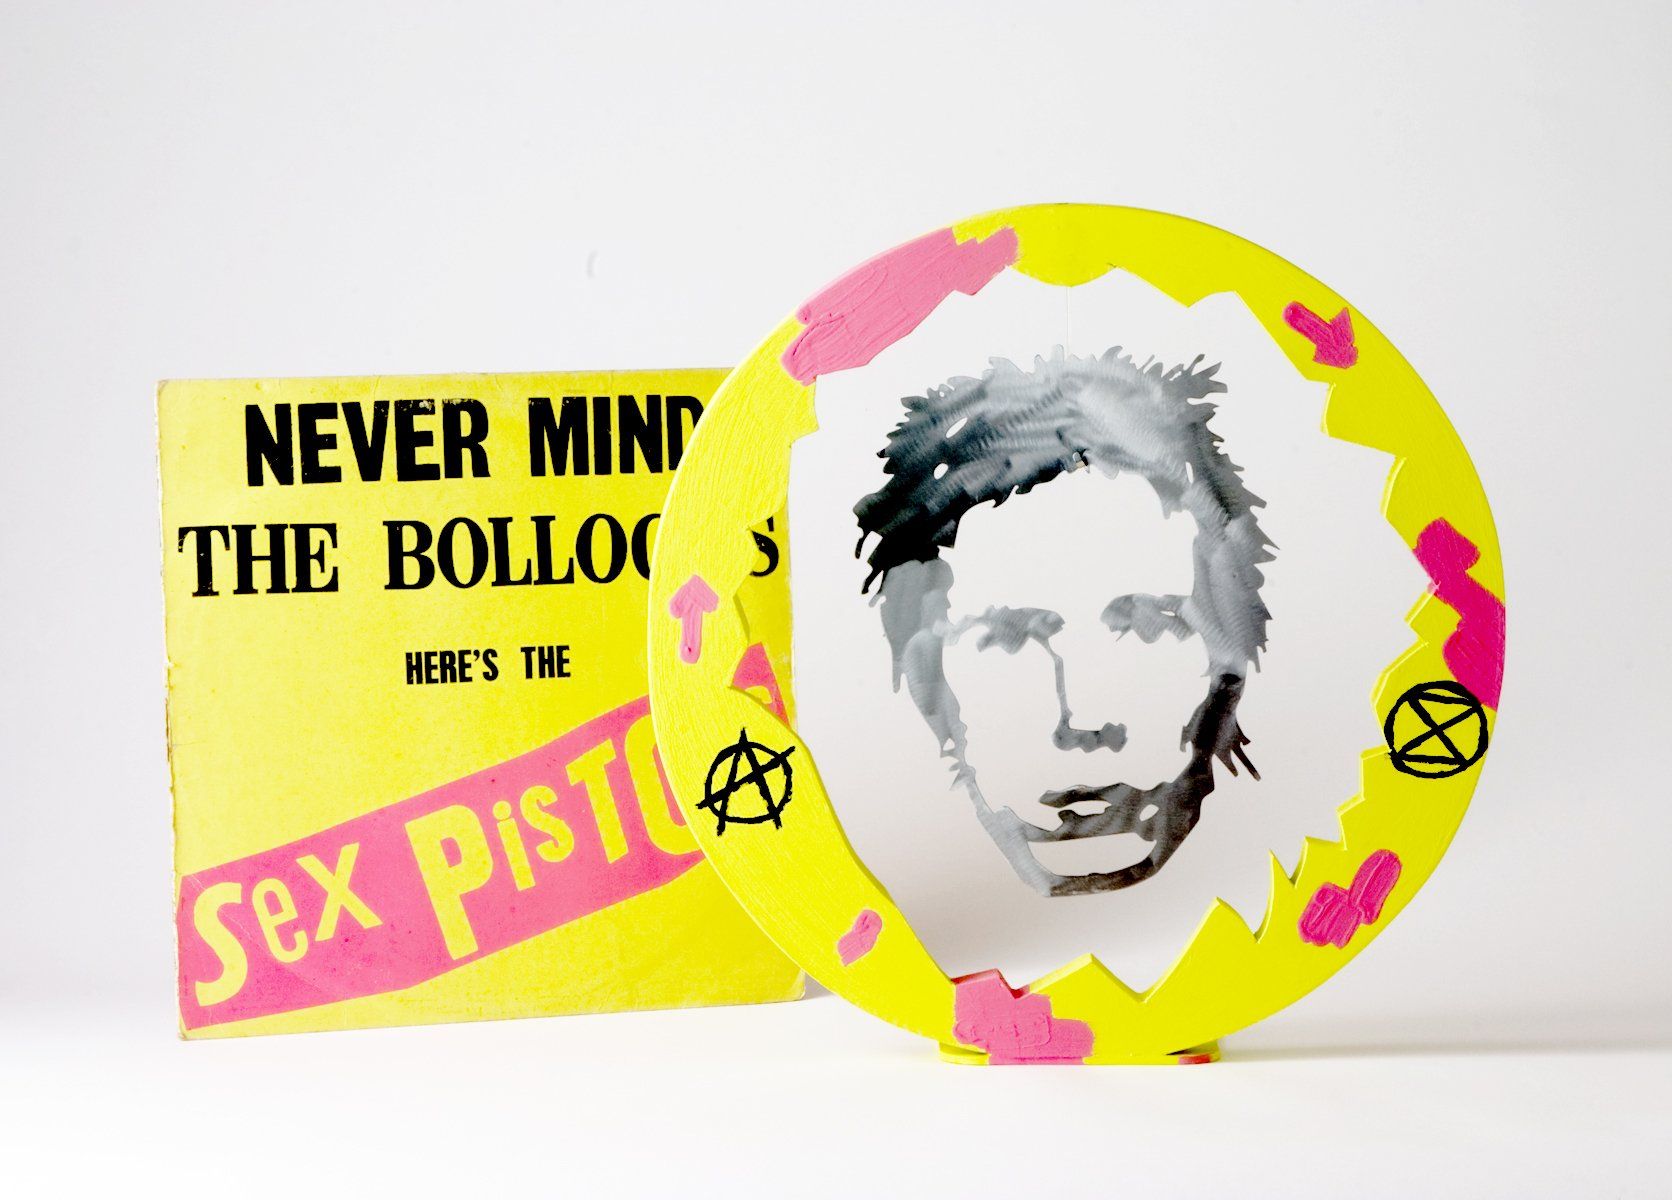 NEVER MIND
THE BOLLOC S
HERE'S THE
sex PisTO